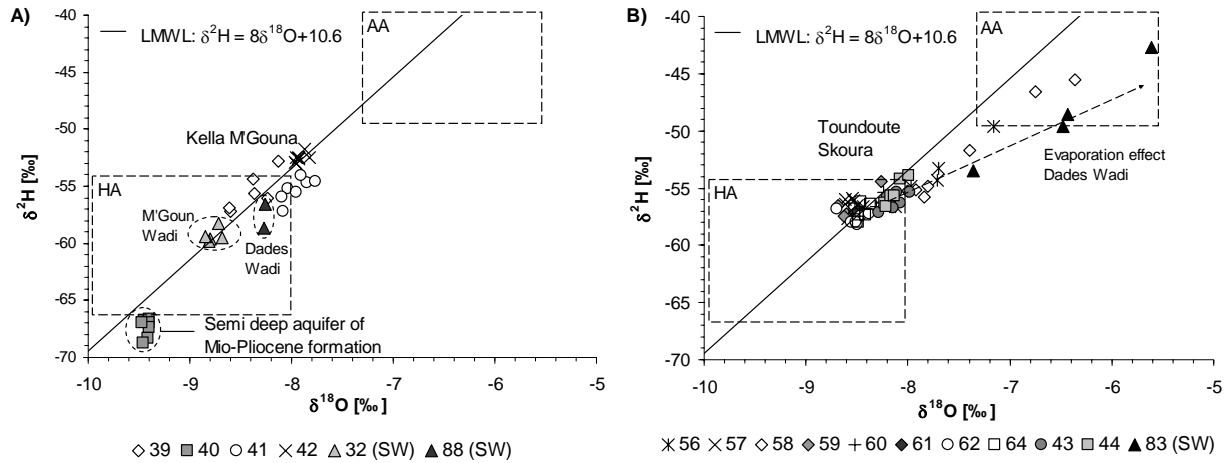 A)
LMWL: δ²H = 8δ¹⁸O+10.6
AA
Kella M'Gouna
HA
M'Goun
Wadi
Dades
Wadi
Semi deep aquifer of
Mio-Pliocene formation
-40
-45
-50
-55
-60
-65
-70
δ²H [‰]
-10
-9
-8
-7
-6
-5
δ¹⁸O [‰]
39
40
41
42
32 (SW)
88 (SW)
B)
LMWL: δ²H = 8δ¹⁸O+10.6
AA
Toundoute
Skoura
Evaporation effect
Dades Wadi
HA
-40
-45
-50
-55
-60
-65
-70
δ²H [‰]
-10
-9
-8
-7
-6
-5
δ¹⁸O [‰]
56
57
58
59
60
61
62
64
43
44
83 (SW)